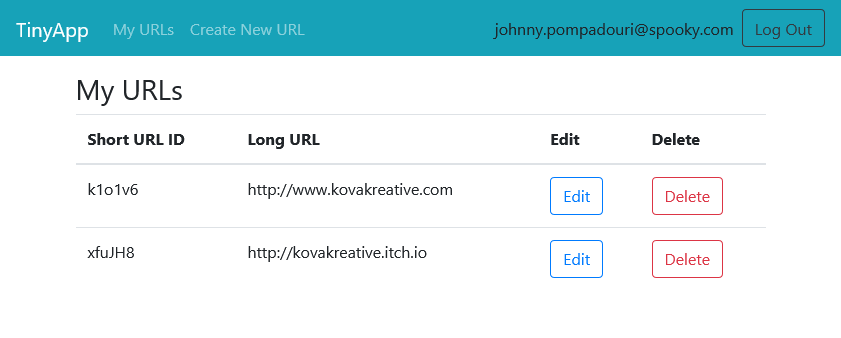 TinyApp My URLs Create New URL johnny.pompadouri@spooky.com Log Out
My URLs
Short URL ID Long URL Edit Delete
k1o1v6 http://www.kovakreative.com Edit Delete
xfuJH8 http://kovakreative.itch.io Edit Delete